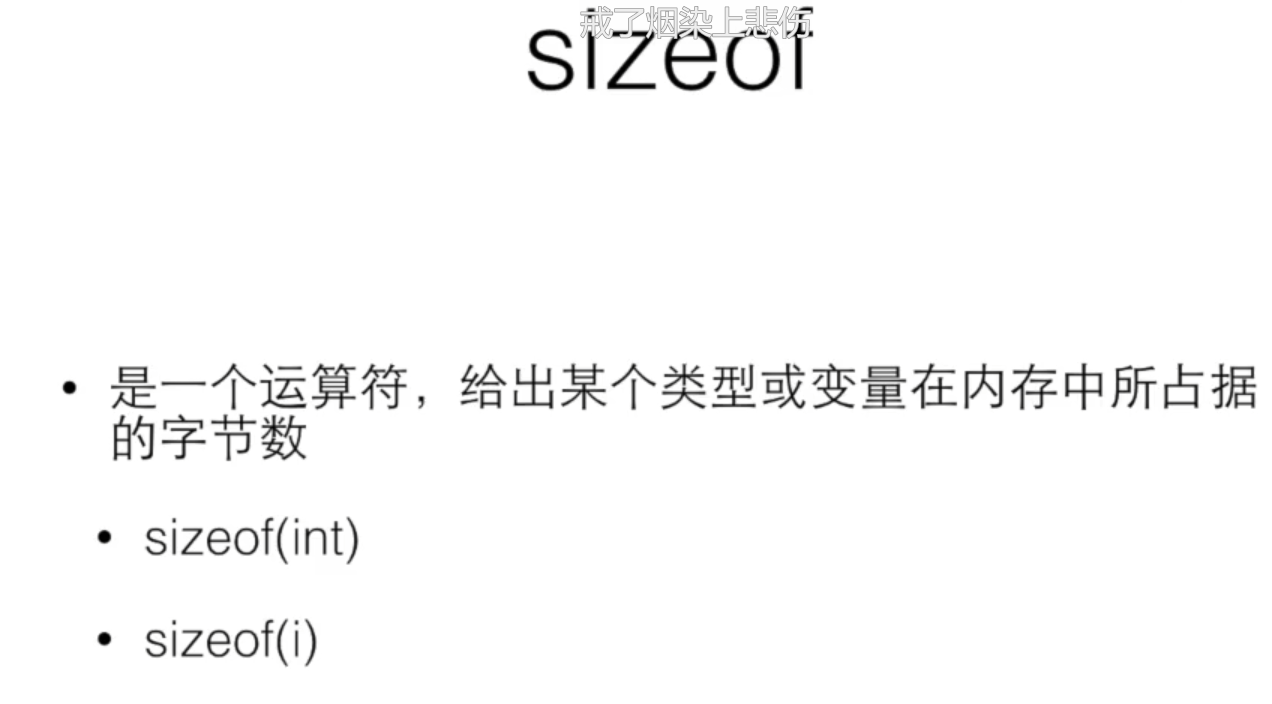 戒了烟染上悲伤
sizeof
• 是一个运算符，给出某个类型或变量在内存中所占据
的字节数
• sizeof(int)
• sizeof(i)